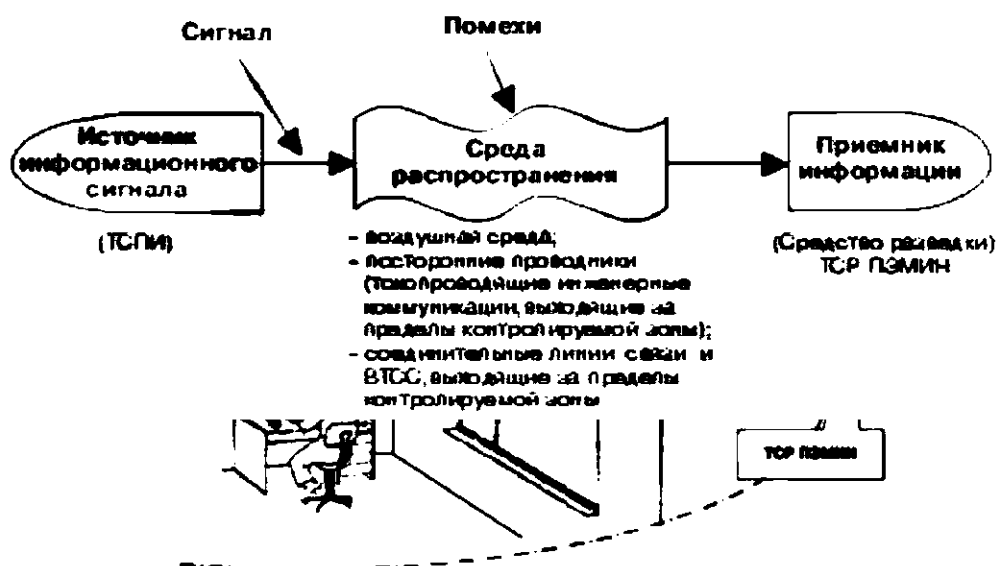 Сигнал
Помехи
Источник
информационного
сигнала
Среда
распространения
Приемник
информации
(ТСПИ)
- воздушная среда;
- посторонние проводники
(токопроводящие инженерные
коммуникации, выходящие за
пределы контролируемой зоны);
- соединительные линии связи и
ВТСС, выходящие за пределы
контролируемой зоны
(Средство разведки)
ТСР ПЭМИН
ТСР ПЭМИН